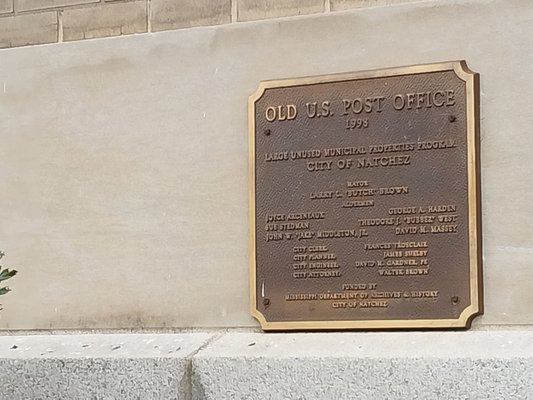 OLD U.S. POST OFFICE
1998
LARGE UNUSED MUNICIPAL PROPERTIES PROGRAM
CITY OF NATCHEZ
MAYOR
LARRY L. "BUTCH" BROWN
ALDERMEN
JOYCE ARCENEAUX GEORGE A. HARDEN
SUE STEDMAN THEODORE J. "BUBBER" WEST
JOHN W. "JAKE" MIDDLETON, JR. DAVID M. MASSEY
CITY CLERK: FRANCES TROSCLAIR
CITY PLANNER: JAMES SHELBY
CITY ENGINEER: DAVID M. GARDNER, PE
CITY ATTORNEY: WALTER BROWN
FUNDED BY
MISSISSIPPI DEPARTMENT OF ARCHIVES & HISTORY
CITY OF NATCHEZ